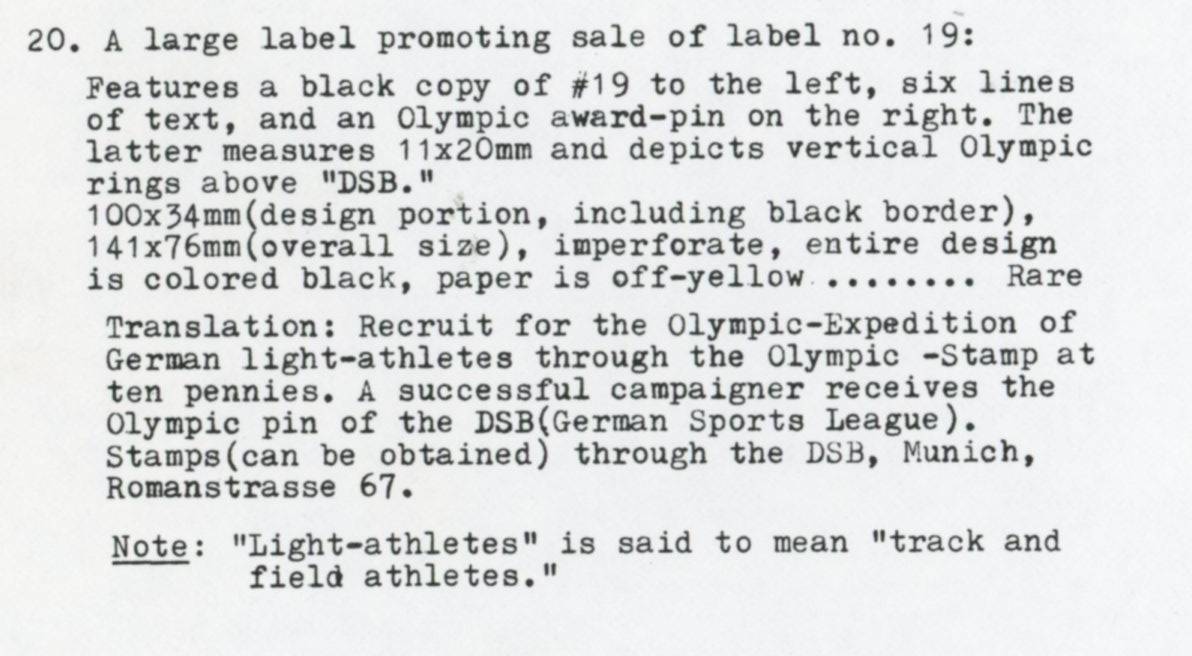 20. A large label promoting sale of label no. 19:
Features a black copy of #19 to the left, six lines
of text, and an Olympic award-pin on the right. The
latter measures 11x20mm and depicts vertical Olympic
rings above "DSB."
100x34mm(design portion, including black border),
141x76mm(overall size), imperforate, entire design
is colored black, paper is off-yellow ........ Rare
Translation: Recruit for the Olympic-Expedition of
German light-athletes through the Olympic -Stamp at
ten pennies. A successful campaigner receives the
Olympic pin of the DSB(German Sports League).
Stamps(can be obtained) through the DSB, Munich,
Romanstrasse 67.
Note: "Light-athletes" is said to mean "track and
field athletes."